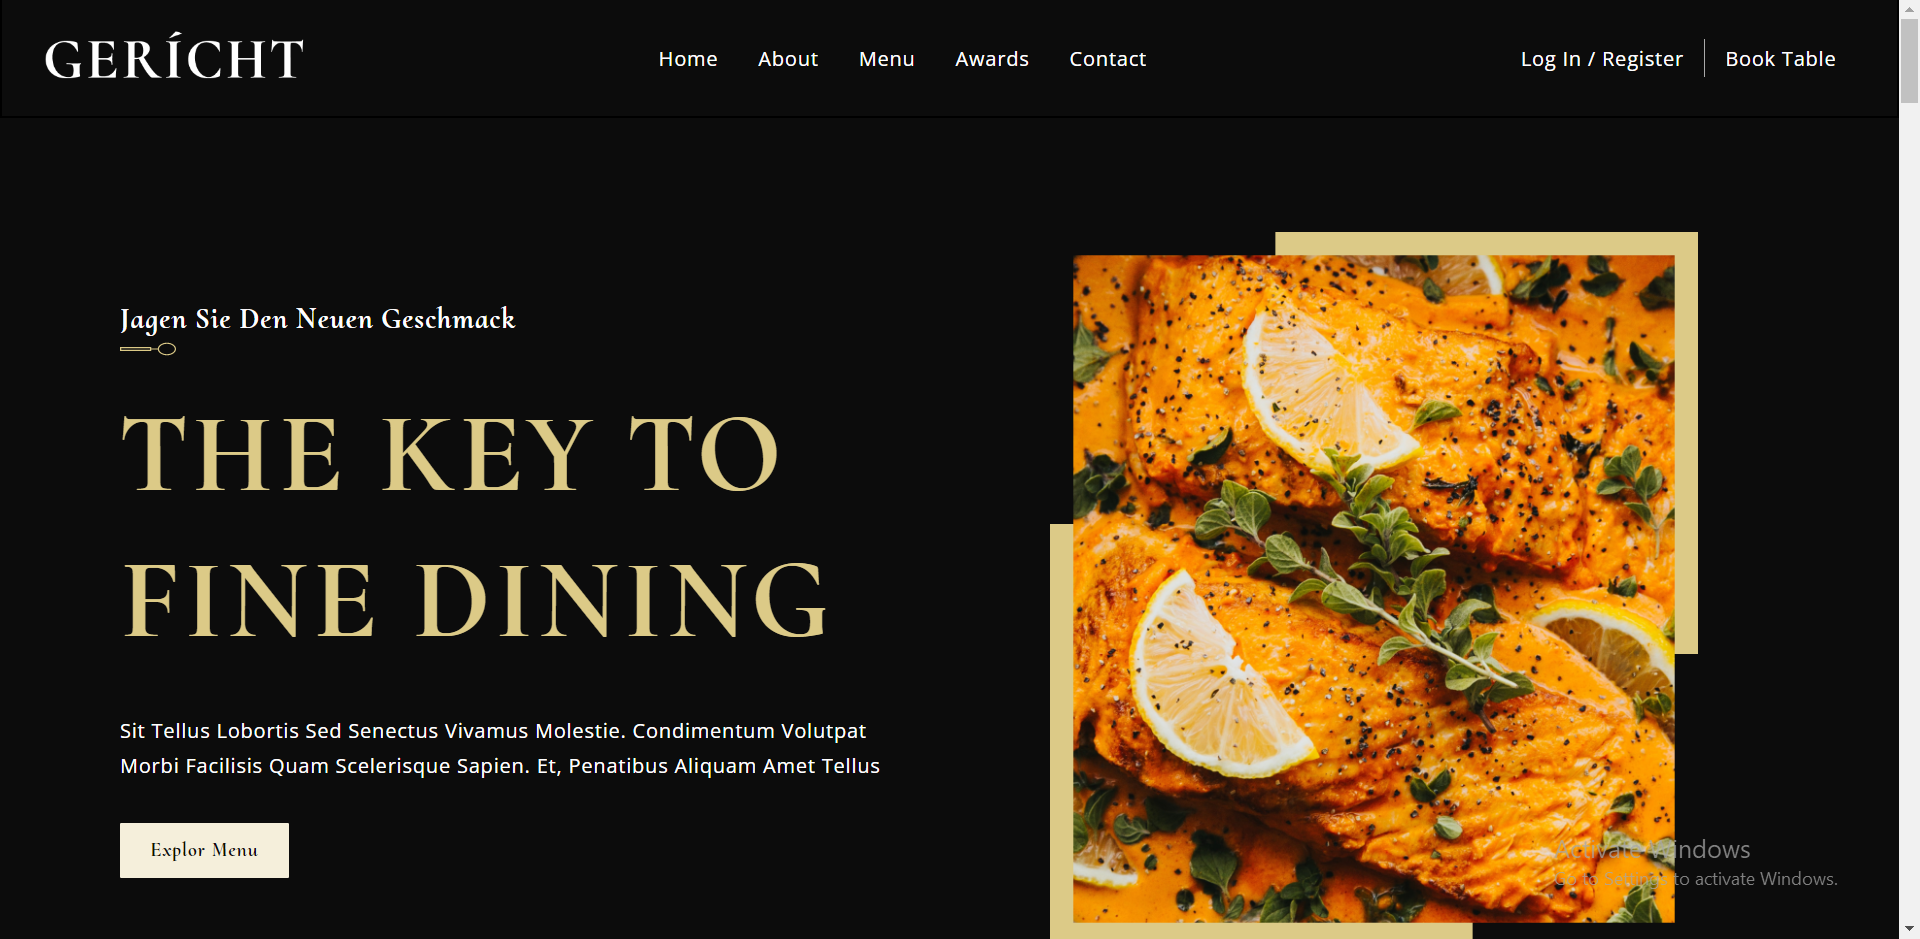 GERÍCHT
Home About Menu Awards Contact
Log In / Register Book Table
Jagen Sie Den Neuen Geschmack
THE KEY TO
FINE DINING
Sit Tellus Lobortis Sed Senectus Vivamus Molestie. Condimentum Volutpat
Morbi Facilisis Quam Scelerisque Sapien. Et, Penatibus Aliquam Amet Tellus
Explor Menu
Activate Windows
Go to Settings to activate Windows.